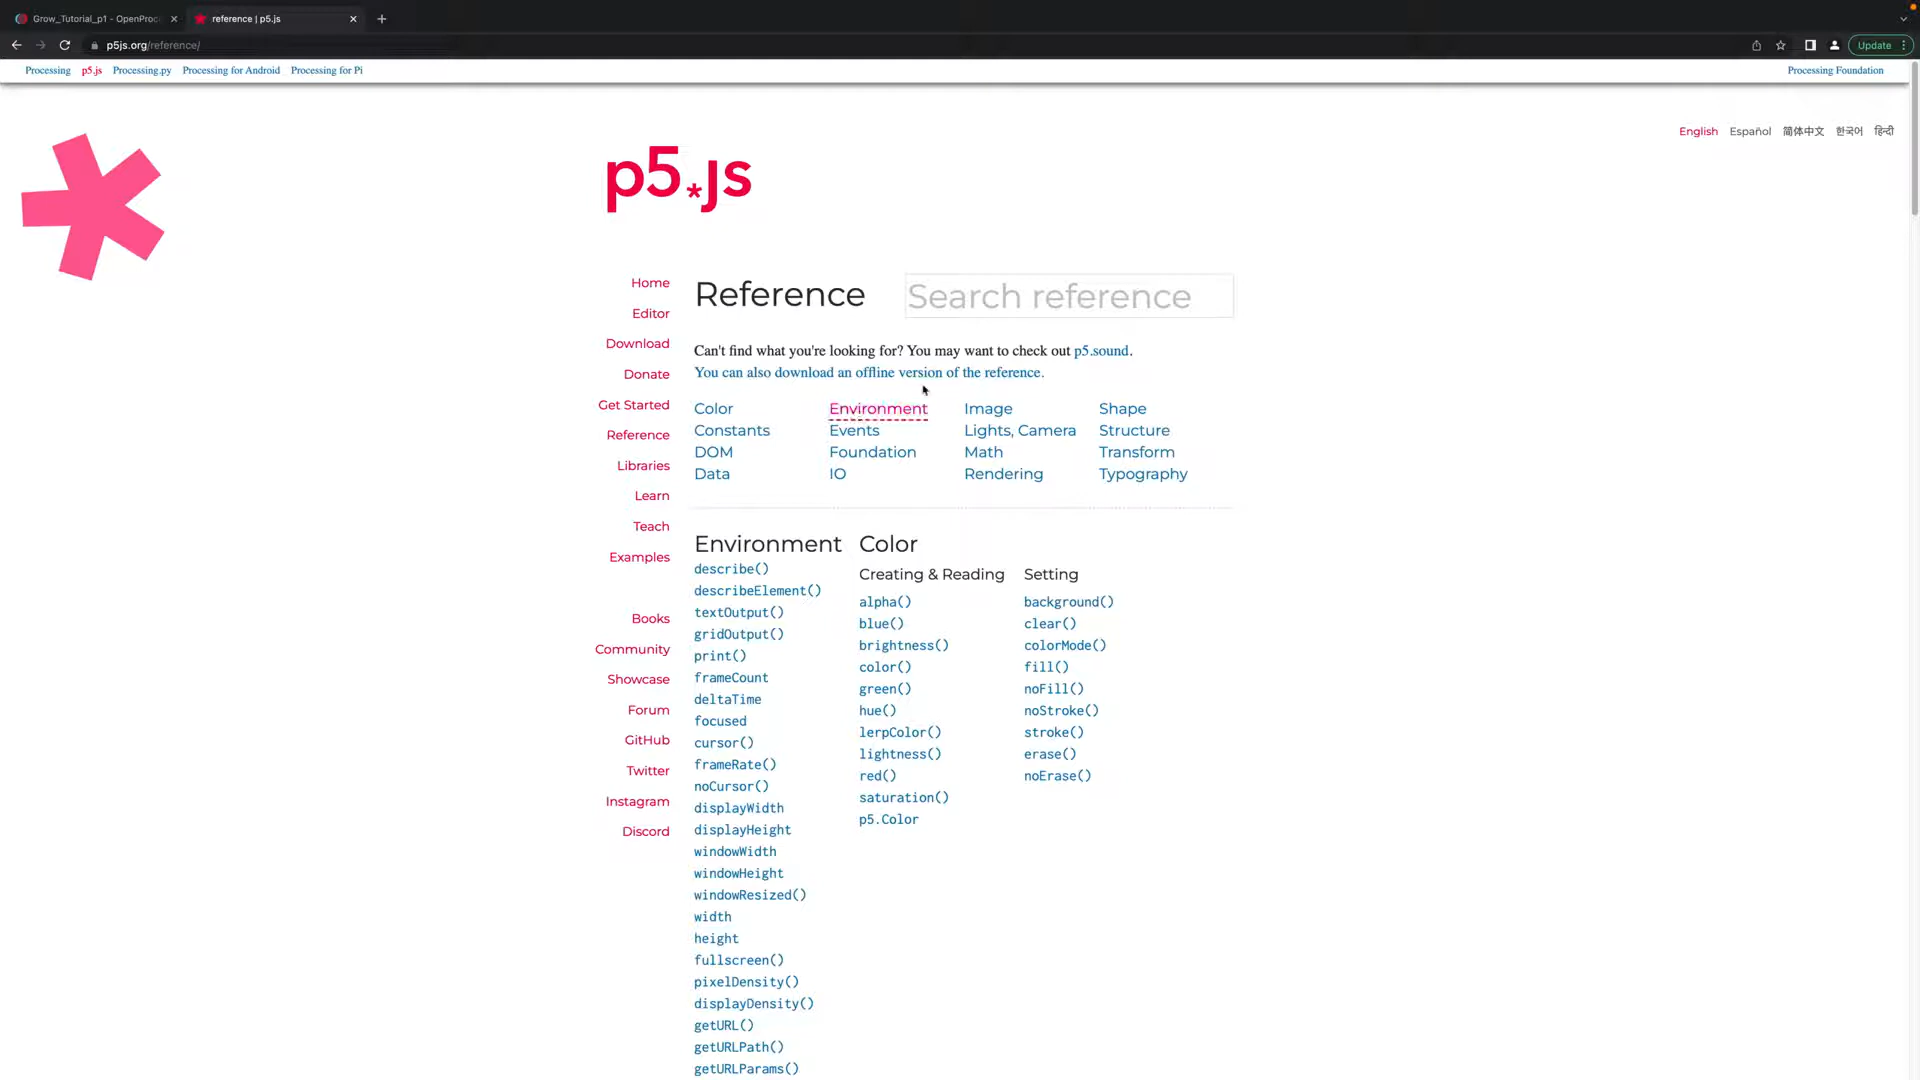 Grow_Tutorial_p1 - OpenProc
reference | p5.js
p5js.org/reference/
Update
Processing p5.js Processing.py Processing for Android Processing for Pi
Processing Foundation
English Español 简体中文 한국어 हिन्दी
p5*js
Home
Editor
Download
Donate
Get Started
Reference
Libraries
Learn
Teach
Examples
Books
Community
Showcase
Forum
GitHub
Twitter
Instagram
Discord
Reference
Search reference
Can't find what you're looking for? You may want to check out p5.sound.
You can also download an offline version of the reference.
Color
Constants
DOM
Data
Environment
Events
Foundation
IO
Image
Lights, Camera
Math
Rendering
Shape
Structure
Transform
Typography
Environment
describe()
describeElement()
textOutput()
gridOutput()
print()
frameCount
deltaTime
focused
cursor()
frameRate()
noCursor()
displayWidth
displayHeight
windowWidth
windowHeight
windowResized()
width
height
fullscreen()
pixelDensity()
displayDensity()
getURL()
getURLPath()
getURLParams()
Color
Creating & Reading
alpha()
blue()
brightness()
color()
green()
hue()
lerpColor()
lightness()
red()
saturation()
p5.Color
Setting
background()
clear()
colorMode()
fill()
noFill()
noStroke()
stroke()
erase()
noErase()